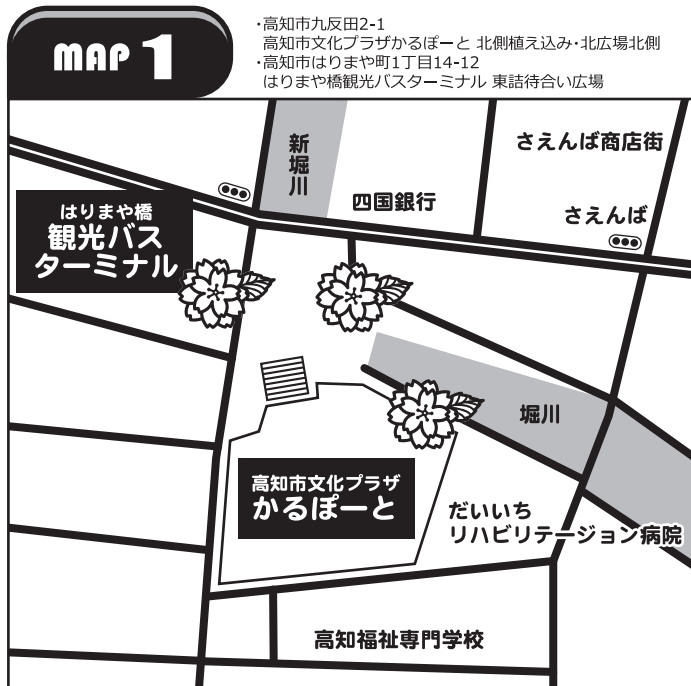 MAP 1
・高知市九反田2-1
高知市文化プラザかるぽーと 北側植え込み・北広場北側
・高知市はりまや町1丁目14-12
はりまや橋観光バスターミナル 東詰待合い広場
新堀川
さえんば商店街
四国銀行
さえんば
はりまや橋
観光バス
ターミナル
堀川
高知市文化プラザ
かるぽーと
だいいち
リハビリテージョン病院
高知福祉専門学校